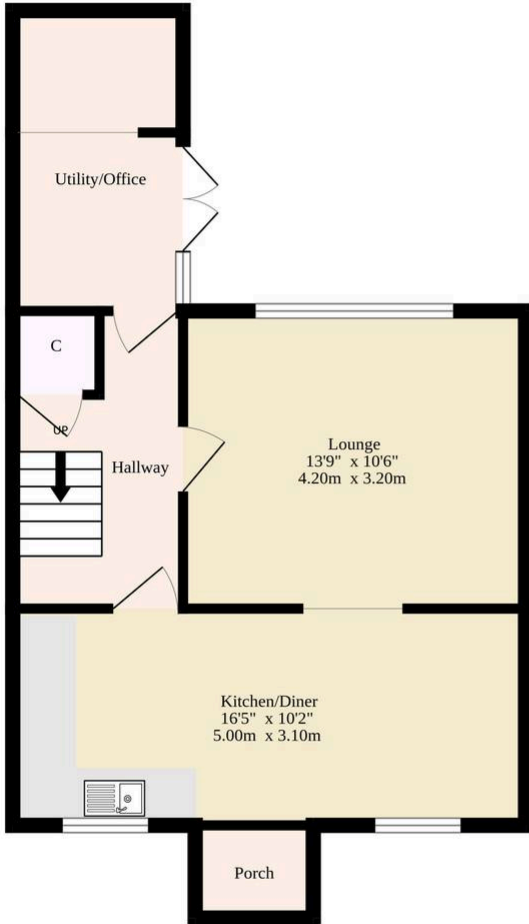 Utility/Office
C
UP
Hallway
Lounge
13'9" x 10'6"
4.20m x 3.20m
Kitchen/Diner
16'5" x 10'2"
5.00m x 3.10m
Porch